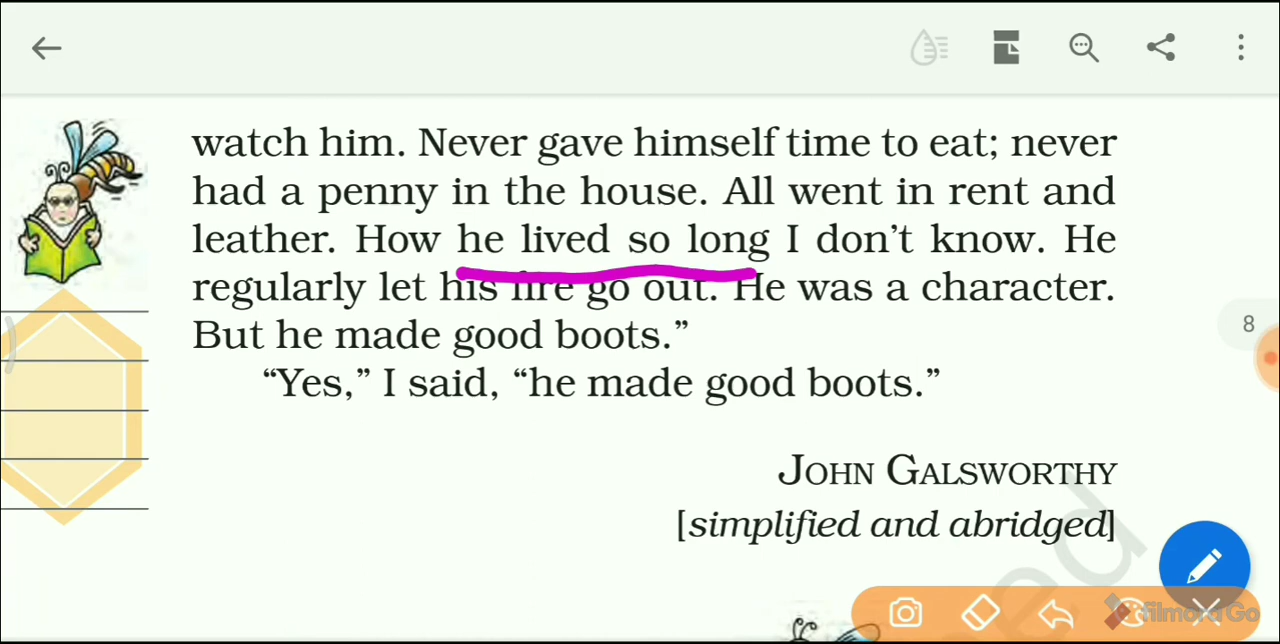 watch him. Never gave himself time to eat; never
had a penny in the house. All went in rent and
leather. How he lived so long I don’t know. He
regularly let his fire go out. He was a character.
But he made good boots.”
“Yes,” I said, “he made good boots.”
JOHN GALSWORTHY
[simplified and abridged]
8
filmora Go